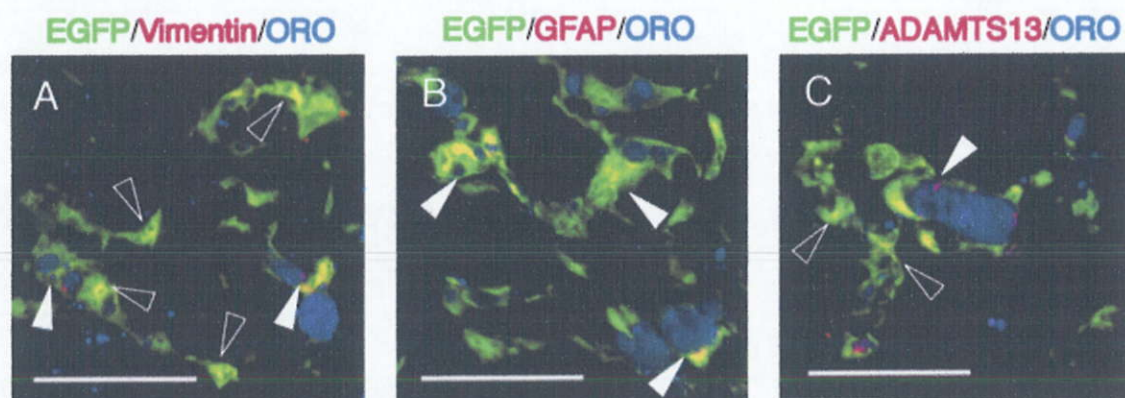 EGFP/Vimentin/ORO
EGFP/GFAP/ORO
EGFP/ADAMTS13/ORO
A
B
C